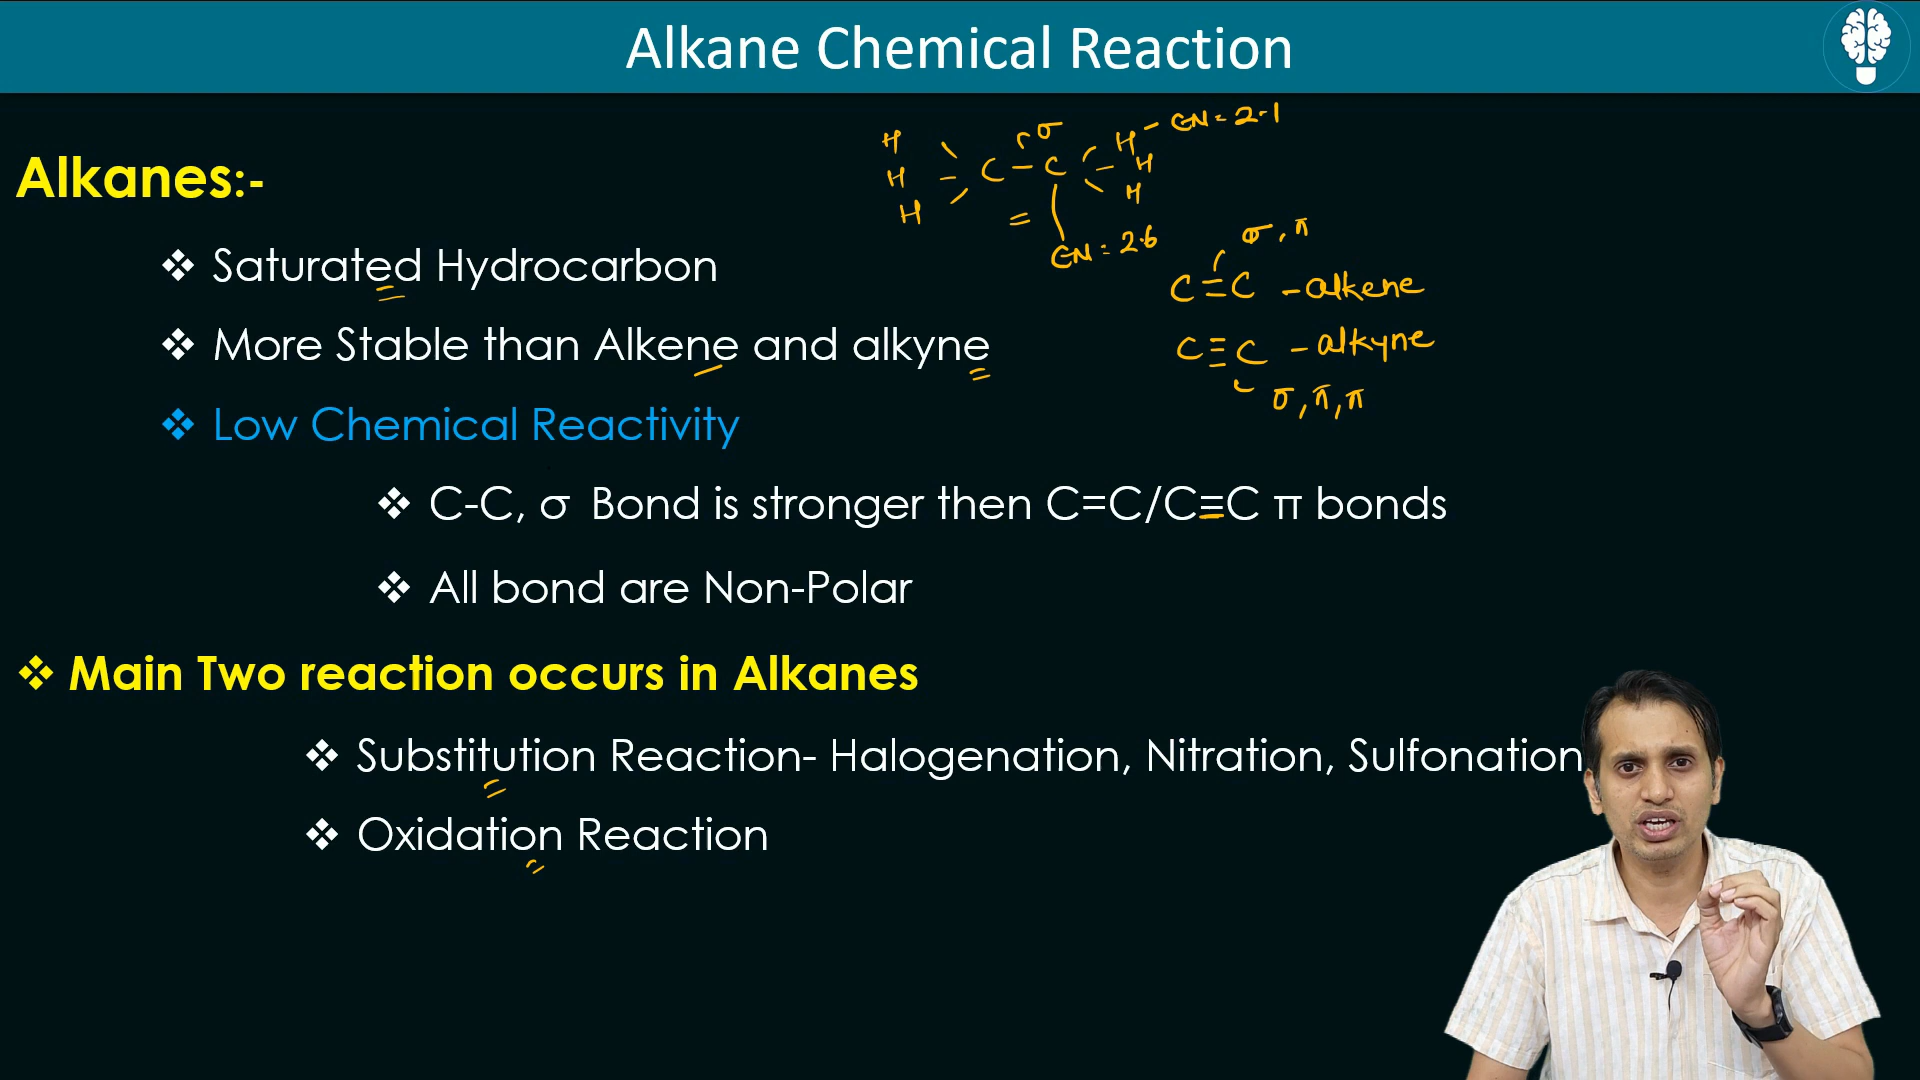 Alkane Chemical Reaction
H
H
H
C - C
σ
H - EN = 2.1
H
H
EN = 2.6
Alkanes:-
❖ Saturated Hydrocarbon
❖ More Stable than Alkene and alkyne
❖ Low Chemical Reactivity
σ, π
C=C - alkene
C≡C - alkyne
σ, π, π
❖ C-C, σ Bond is stronger then C=C/C≡C π bonds
❖ All bond are Non-Polar
❖ Main Two reaction occurs in Alkanes
❖ Substitution Reaction- Halogenation, Nitration, Sulfonation
❖ Oxidation Reaction